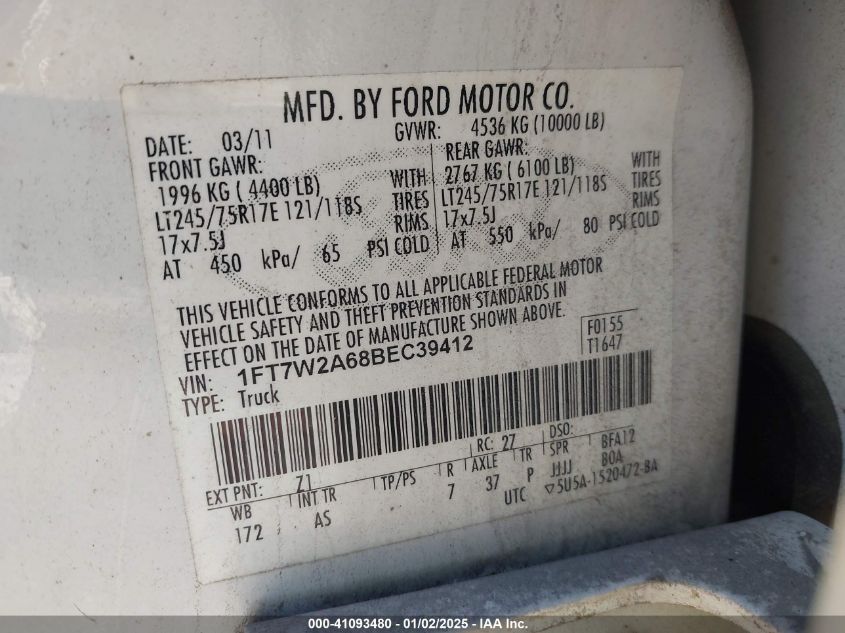 MFD. BY FORD MOTOR CO.
DATE: 03/11 GVWR: 4536 KG (10000 LB)
FRONT GAWR: REAR GAWR:
1996 KG ( 4400 LB) WITH 2767 KG ( 6100 LB) WITH
LT245/75R17E 121/118S TIRES LT245/75R17E 121/118S TIRES
17x7.5J RIMS 17x7.5J RIMS
AT 450 kPa/ 65 PSI COLD AT 550 kPa/ 80 PSI COLD
THIS VEHICLE CONFORMS TO ALL APPLICABLE FEDERAL MOTOR
VEHICLE SAFETY AND THEFT PREVENTION STANDARDS IN
EFFECT ON THE DATE OF MANUFACTURE SHOWN ABOVE.
VIN: 1FT7W2A68BEC39412
F0155
T1647
TYPE: Truck
EXT PNT: Z1 RC: 27 DSO:
WB INT TR TP/PS R AXLE TR SPR BFA12
172 AS 7 37 P JJJJ BOA
UTC ▽5U5A-1520472-BA
000-41093480 - 01/02/2025 - IAA Inc.